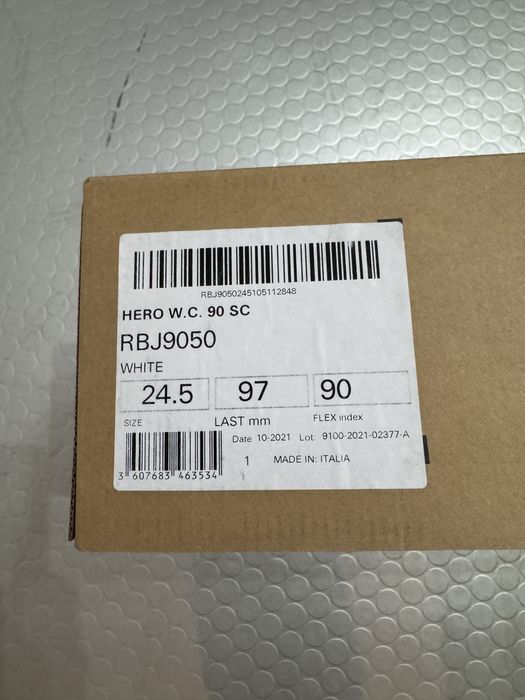 RBJ9050245105112848
HERO W.C. 90 SC
RBJ9050
WHITE
24.5 97 90
SIZE LAST mm FLEX index
Date 10-2021 Lot: 9100-2021-02377-A
1 MADE IN: ITALIA
3 607683 463534